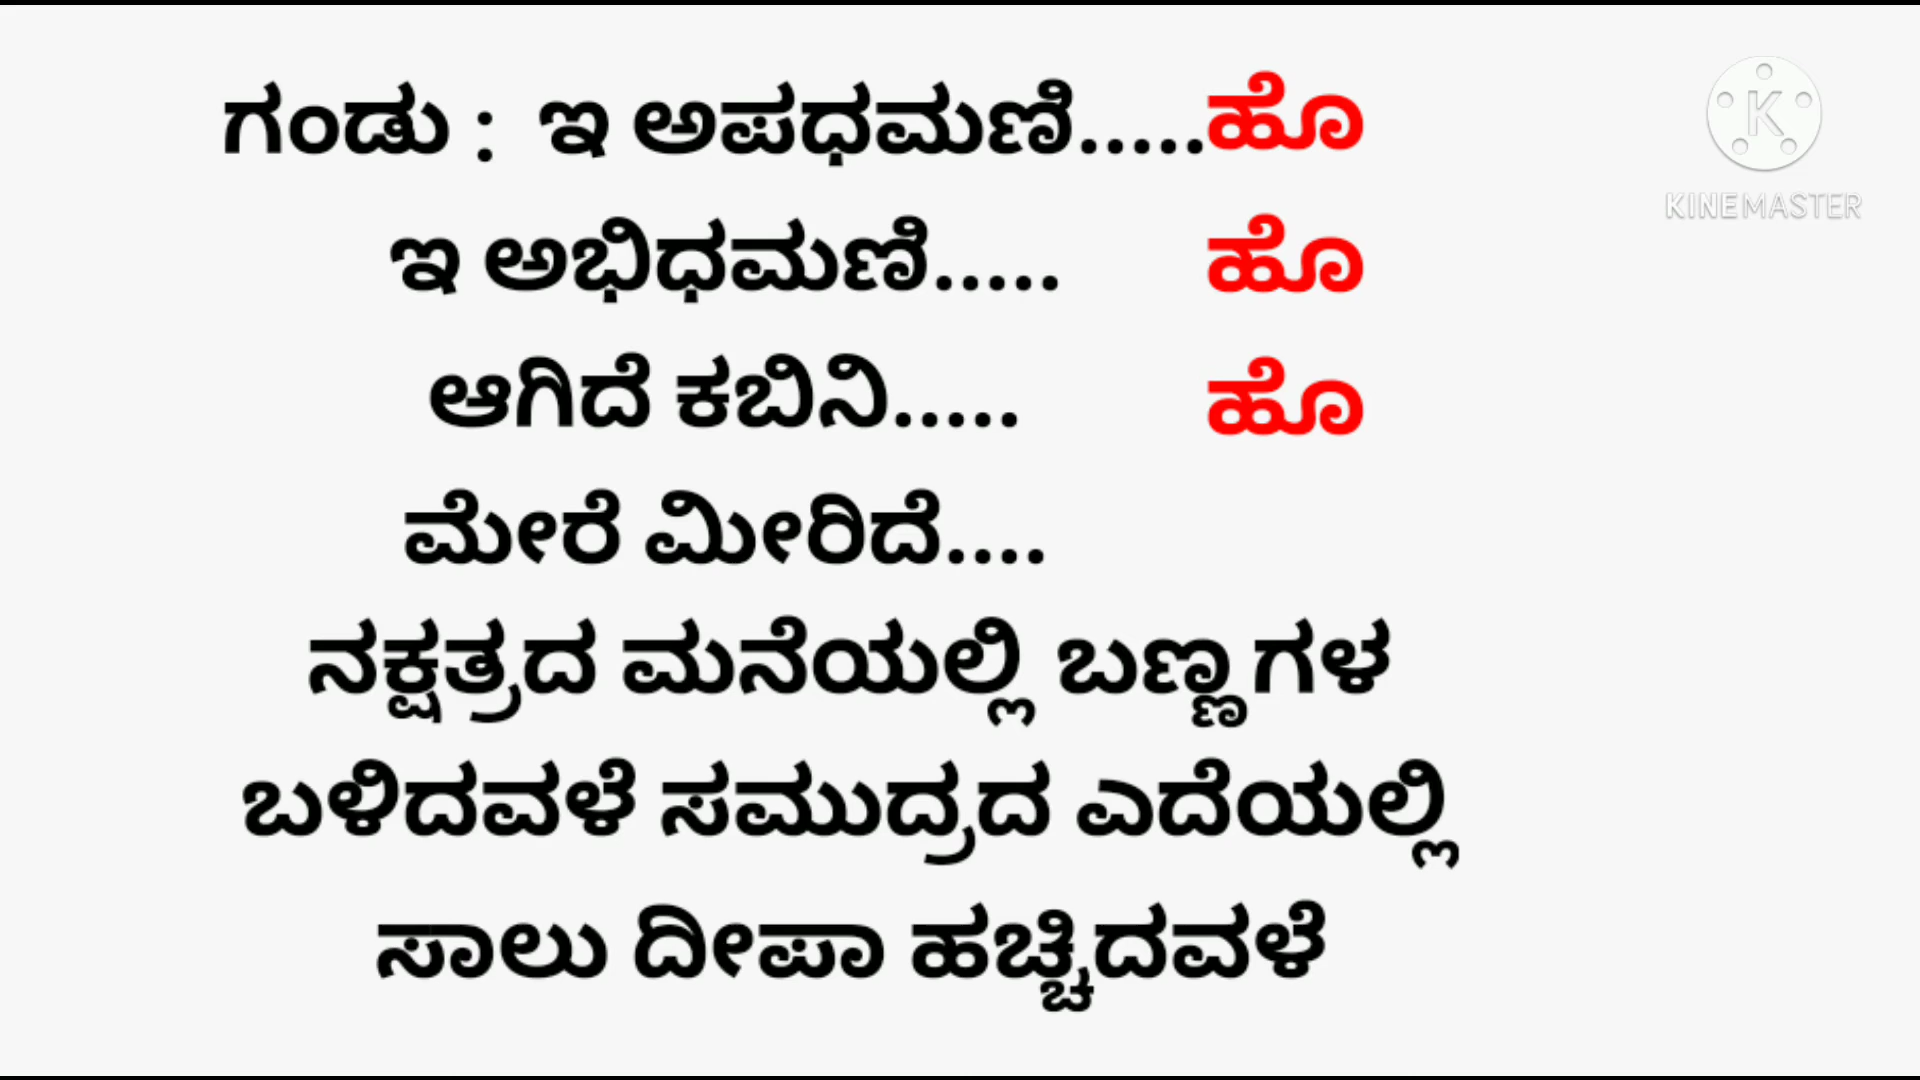 ಗಂಡು : ಇ ಅಪಧಮಣಿ.....ಹೊ
ಇ ಅಭಿಧಮಣಿ..... ಹೊ
ಆಗಿದೆ ಕಬಿನಿ..... ಹೊ
ಮೇರೆ ಮೀರಿದೆ....
ನಕ್ಷತ್ರದ ಮನೆಯಲ್ಲಿ ಬಣ್ಣಗಳ
ಬಳಿದವಳೆ ಸಮುದ್ರದ ಎದೆಯಲ್ಲಿ
ಸಾಲು ದೀಪಾ ಹಚ್ಚಿದವಳೆ
K
KINEMASTER